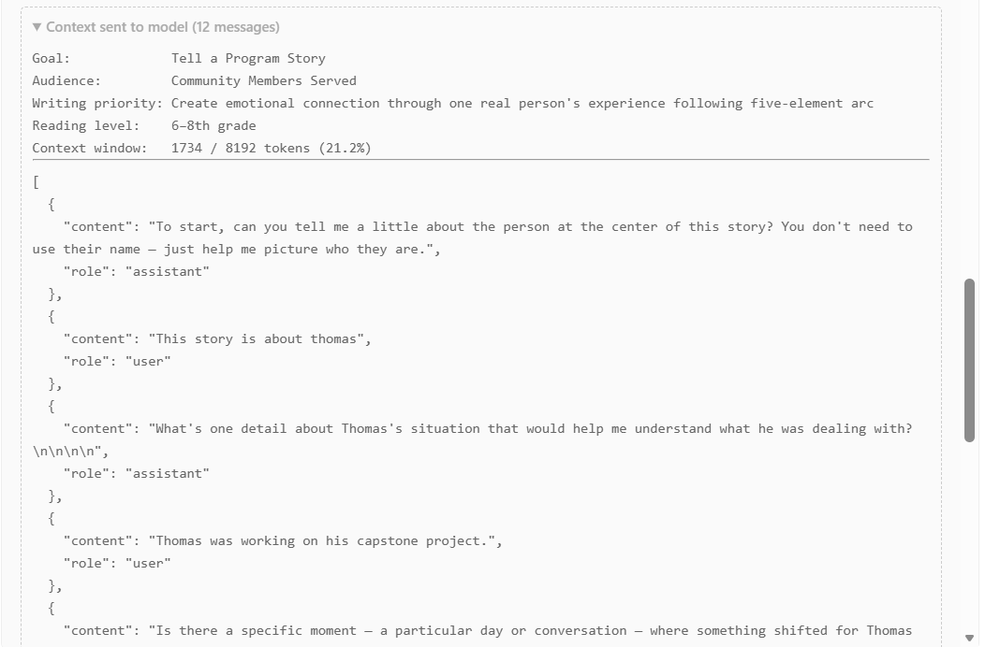 ▼ Context sent to model (12 messages)
Goal: Tell a Program Story
Audience: Community Members Served
Writing priority: Create emotional connection through one real person's experience following five-element arc
Reading level: 6–8th grade
Context window: 1734 / 8192 tokens (21.2%)
[
{
"content": "To start, can you tell me a little about the person at the center of this story? You don't need to
use their name — just help me picture who they are.",
"role": "assistant"
},
{
"content": "This story is about thomas",
"role": "user"
},
{
"content": "What's one detail about Thomas's situation that would help me understand what he was dealing with?
\n\n\n\n",
"role": "assistant"
},
{
"content": "Thomas was working on his capstone project.",
"role": "user"
},
{
"content": "Is there a specific moment — a particular day or conversation — where something shifted for Thomas